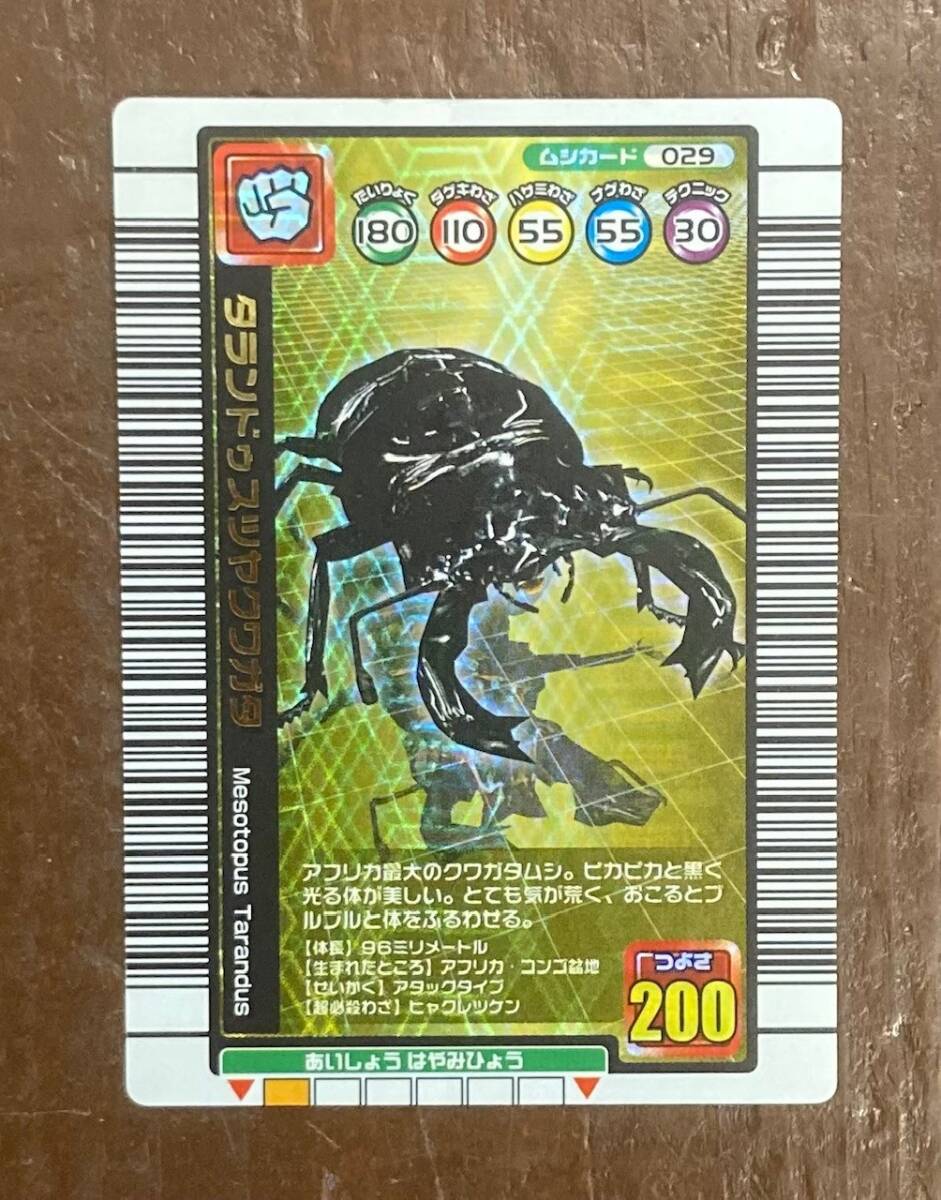 ムシカード 029
たいりょく ダゲキわざ ハサミわざ ナゲわざ テクニック
180 110 55 55 30
タランドゥスツヤクワガタ
Mesotopus Tarandus
アフリカ最大のクワガタムシ。ピカピカと黒く
光る体が美しい。とても気が荒く、おこるとブ
ルブルと体をふるわせる。
【体長】96ミリメートル
【生まれたところ】アフリカ・コンゴ盆地
【せいかく】アタックタイプ
【超必殺わざ】ヒャクレツケン
つよさ
200
あいしょう はやみひょう